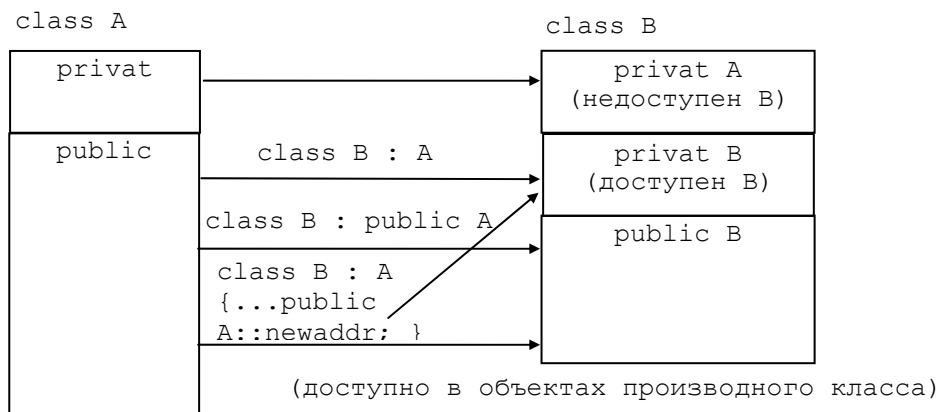 class A
class B
privat
privat A
(недоступен B)
public
class B : A
privat B
(доступен B)
class B : public A
public B
class B : A
{...public
A::newaddr; }
(доступно в объектах производного класса)